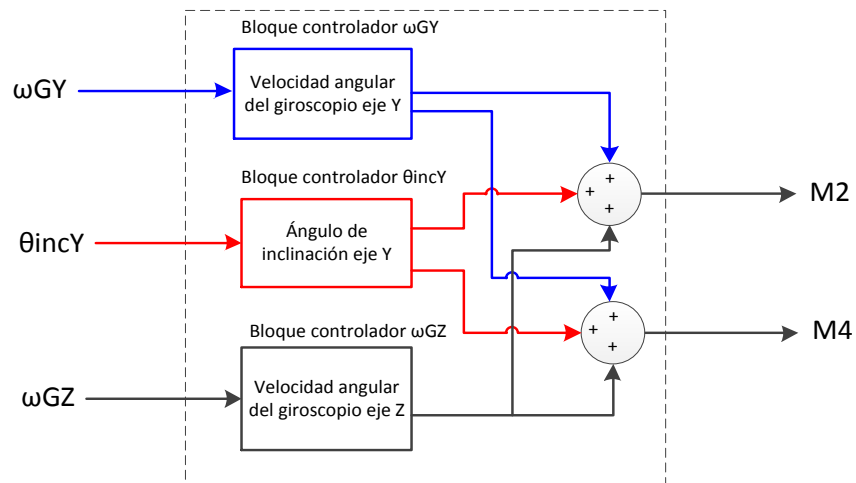 Bloque controlador ωGY
ωGY
Velocidad angular
del giroscopio eje Y
+
+
+
M2
Bloque controlador θincY
θincY
Ángulo de
inclinación eje Y
+
+
+
M4
Bloque controlador ωGZ
ωGZ
Velocidad angular
del giroscopio eje Z